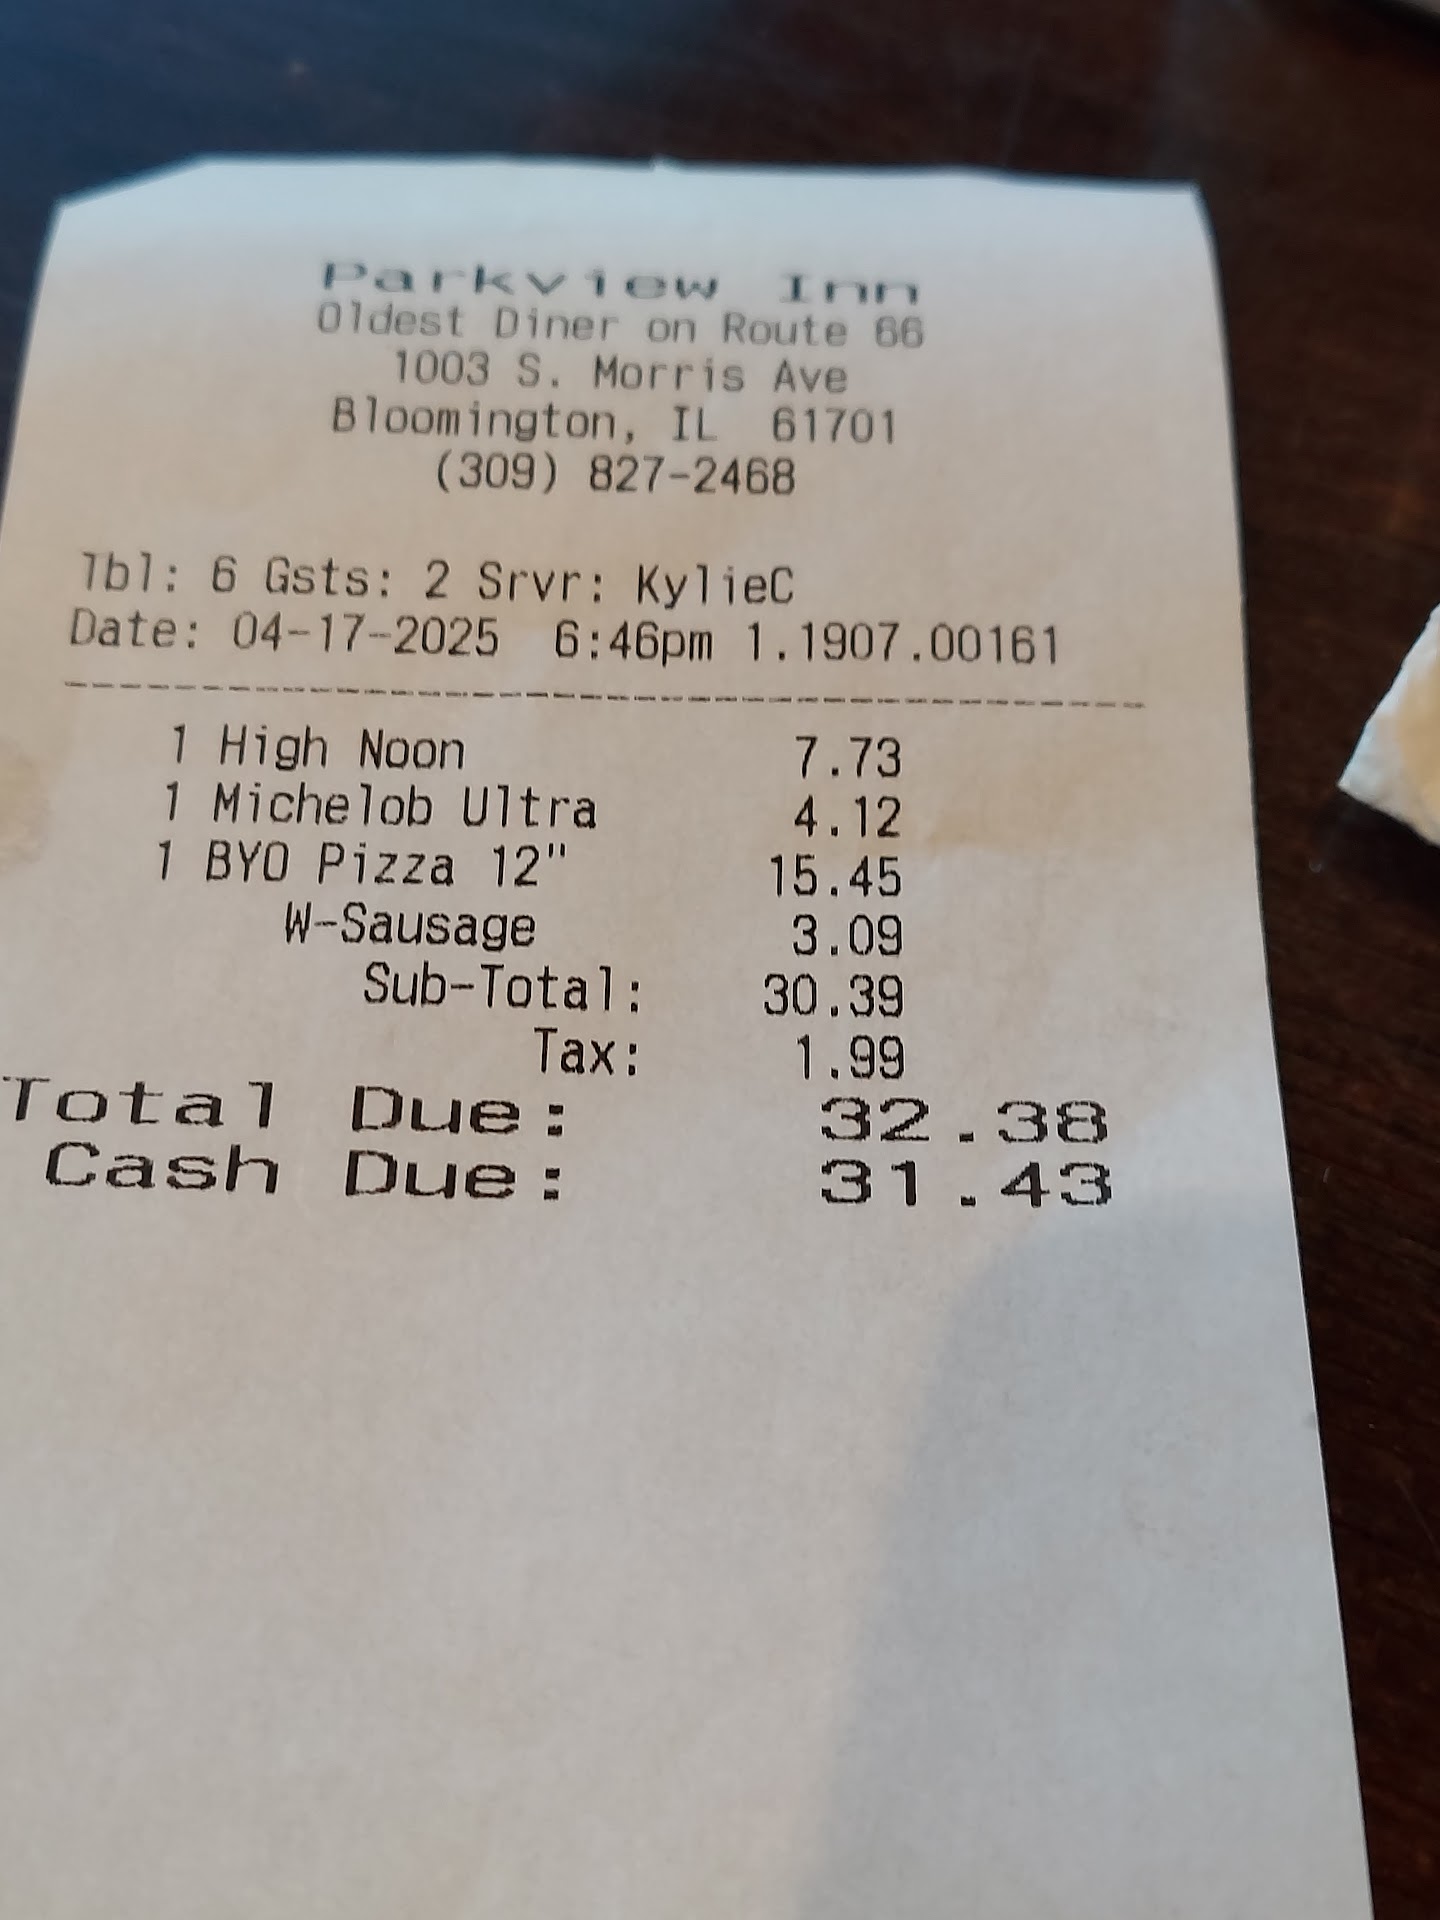 Parkview Inn
Oldest Diner on Route 66
1003 S. Morris Ave
Bloomington, IL 61701
(309) 827-2468
Tbl: 6 Gsts: 2 Srvr: KylieC
Date: 04-17-2025 6:46pm 1.1907.00161
1 High Noon 7.73
1 Michelob Ultra 4.12
1 BYO Pizza 12" 15.45
W-Sausage 3.09
Sub-Total: 30.39
Tax: 1.99
Total Due: 32.38
Cash Due: 31.43